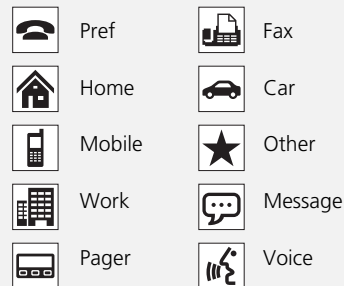 Pref
Home
Mobile
Work
Pager
Fax
Car
Other
Message
Voice